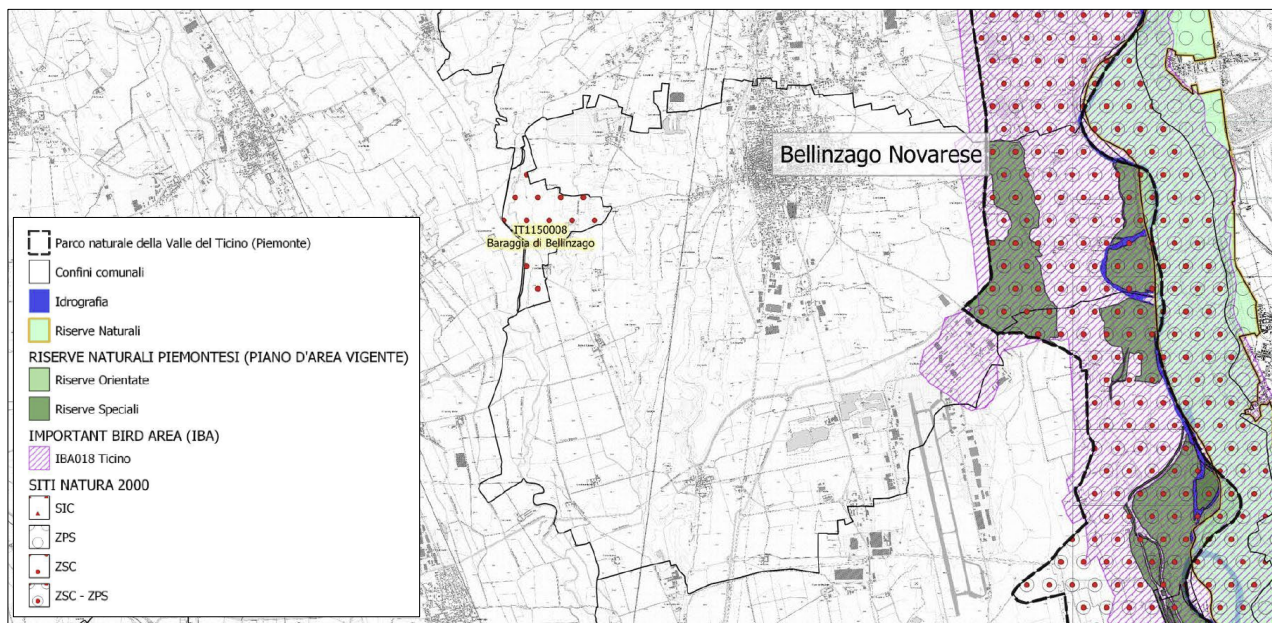 Bellinzago Novarese
IT1150008
Baraggia di Bellinzago
Parco naturale della Valle del Ticino (Piemonte)
Confini comunali
Idrografia
Riserve Naturali
RISERVE NATURALI PIEMONTESI (PIANO D'AREA VIGENTE)
Riserve Orientate
Riserve Speciali
IMPORTANT BIRD AREA (IBA)
IBA018 Ticino
SITI NATURA 2000
SIC
ZPS
ZSC
ZSC - ZPS